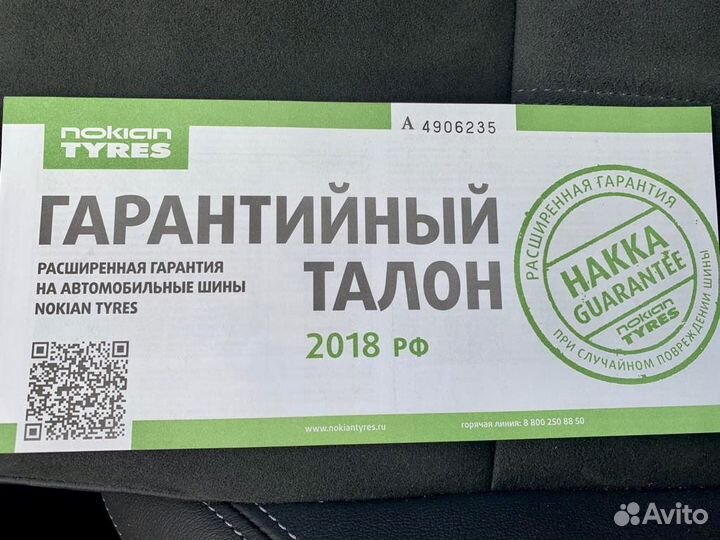 nokian
TYRES
A 4906235
ГАРАНТИЙНЫЙ
ТАЛОН
РАСШИРЕННАЯ ГАРАНТИЯ
НА АВТОМОБИЛЬНЫЕ ШИНЫ
NOKIAN TYRES
2018 РФ
РАСШИРЕННАЯ ГАРАНТИЯ
HAKKA
GUARANTEE
nokian
TYRES
ПРИ СЛУЧАЙНОМ ПОВРЕЖДЕНИИ ШИНЫ
www.nokiantyres.ru
горячая линия: 8 800 250 88 50
Avito